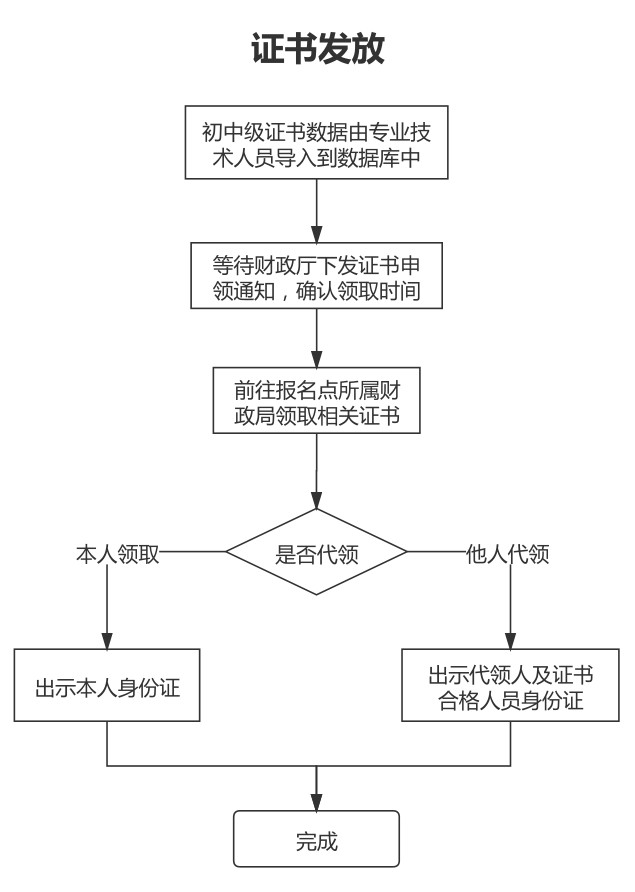 证书发放
初中级证书数据由专业技
术人员导入到数据库中
等待财政厅下发证书申
领通知，确认领取时间
前往报名点所属财
政局领取相关证书
是否代领
本人领取
他人代领
出示本人身份证
出示代领人及证书
合格人员身份证
完成